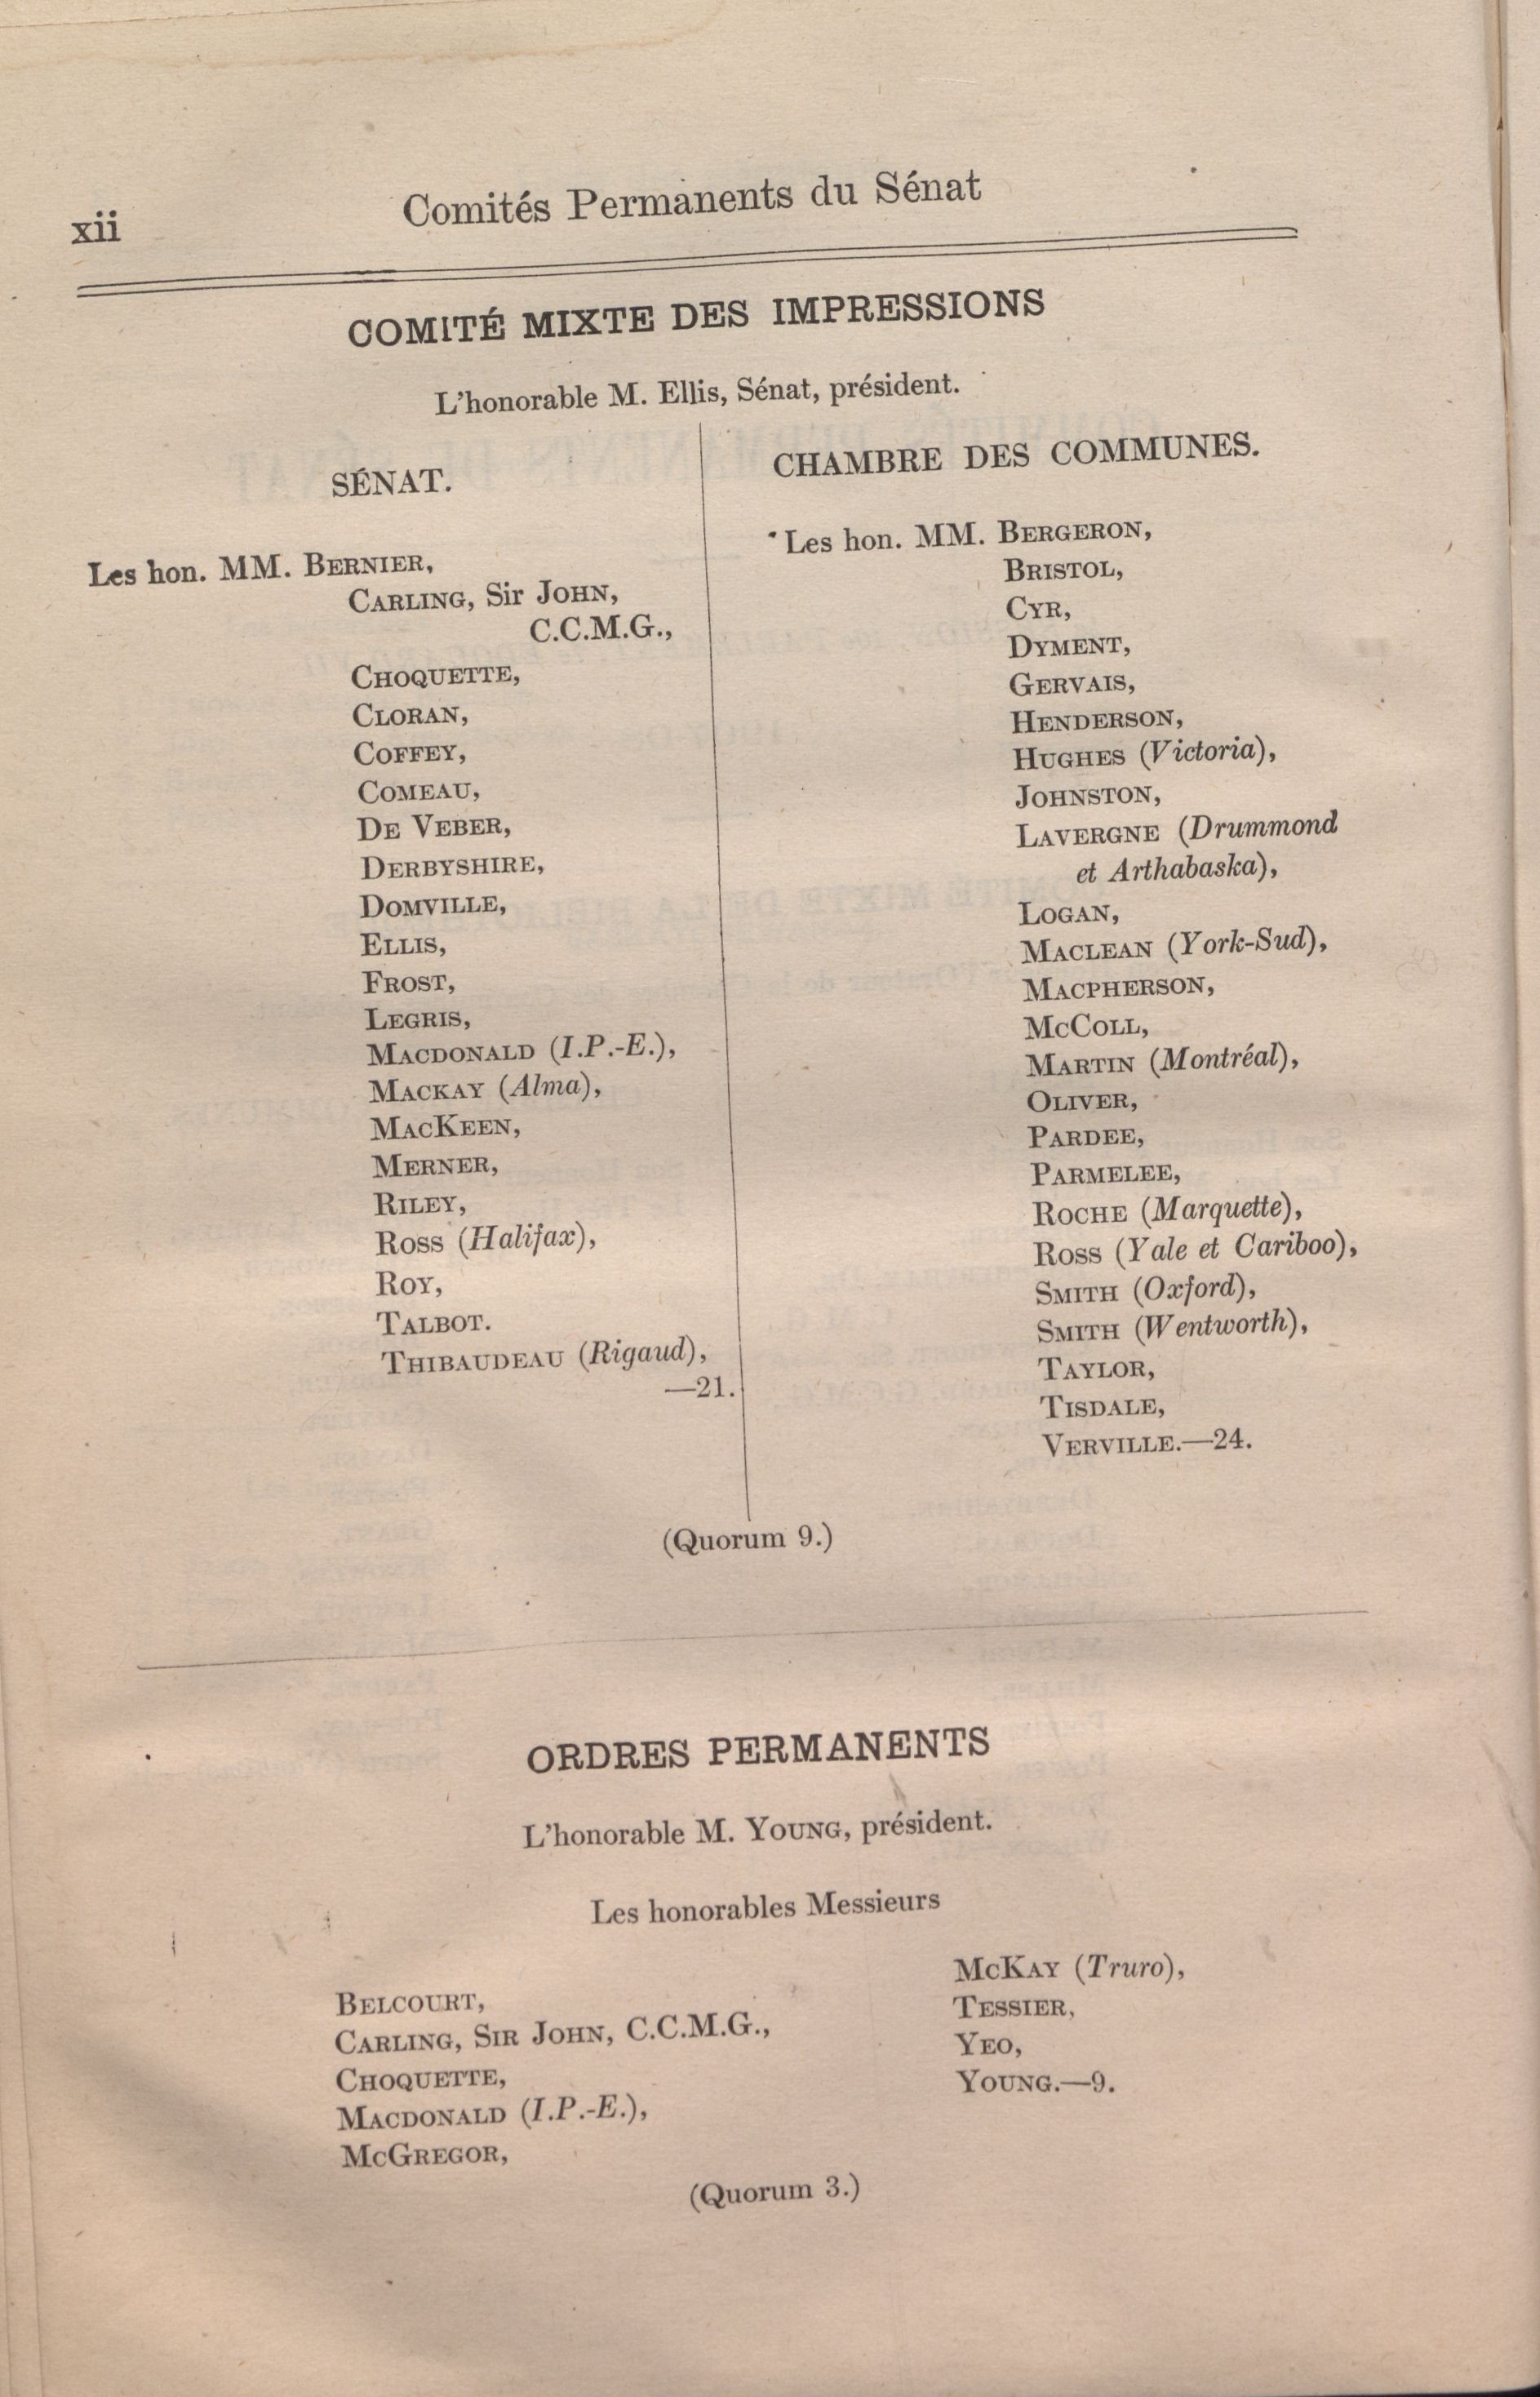 xii
Comités Permanents du Sénat
COMITÉ MIXTE DES IMPRESSIONS
L'honorable M. Ellis, Sénat, président.
SÉNAT.
Les hon. MM. BERNIER,
CARLING, Sir JOHN,
C.C.M.G.,
CHOQUETTE,
CLORAN,
COFFEY,
COMEAU,
DE VEBER,
DERBYSHIRE,
DOMVILLE,
ELLIS,
FROST,
LEGRIS,
MACDONALD (I.P.-E.),
MACKAY (Alma),
MACKEEN,
MERNER,
RILEY,
ROSS (Halifax),
ROY,
TALBOT.
THIBAUDEAU (Rigaud),
—21.
CHAMBRE DES COMMUNES.
Les hon. MM. BERGERON,
BRISTOL,
CYR,
DYMENT,
GERVAIS,
HENDERSON,
HUGHES (Victoria),
JOHNSTON,
LAVERGNE (Drummond
et Arthabaska),
LOGAN,
MACLEAN (York-Sud),
MACPHERSON,
MCCOLL,
MARTIN (Montréal),
OLIVER,
PARDEE,
PARMELEE,
ROCHE (Marquette),
ROSS (Yale et Cariboo),
SMITH (Oxford),
SMITH (Wentworth),
TAYLOR,
TISDALE,
VERVILLE.—24.
(Quorum 9.)
ORDRES PERMANENTS
L'honorable M. YOUNG, président.
Les honorables Messieurs
BELCOURT,
CARLING, SIR JOHN, C.C.M.G.,
CHOQUETTE,
MACDONALD (I.P.-E.),
MCGREGOR,
MCKAY (Truro),
TESSIER,
YEO,
YOUNG.—9.
(Quorum 3.)